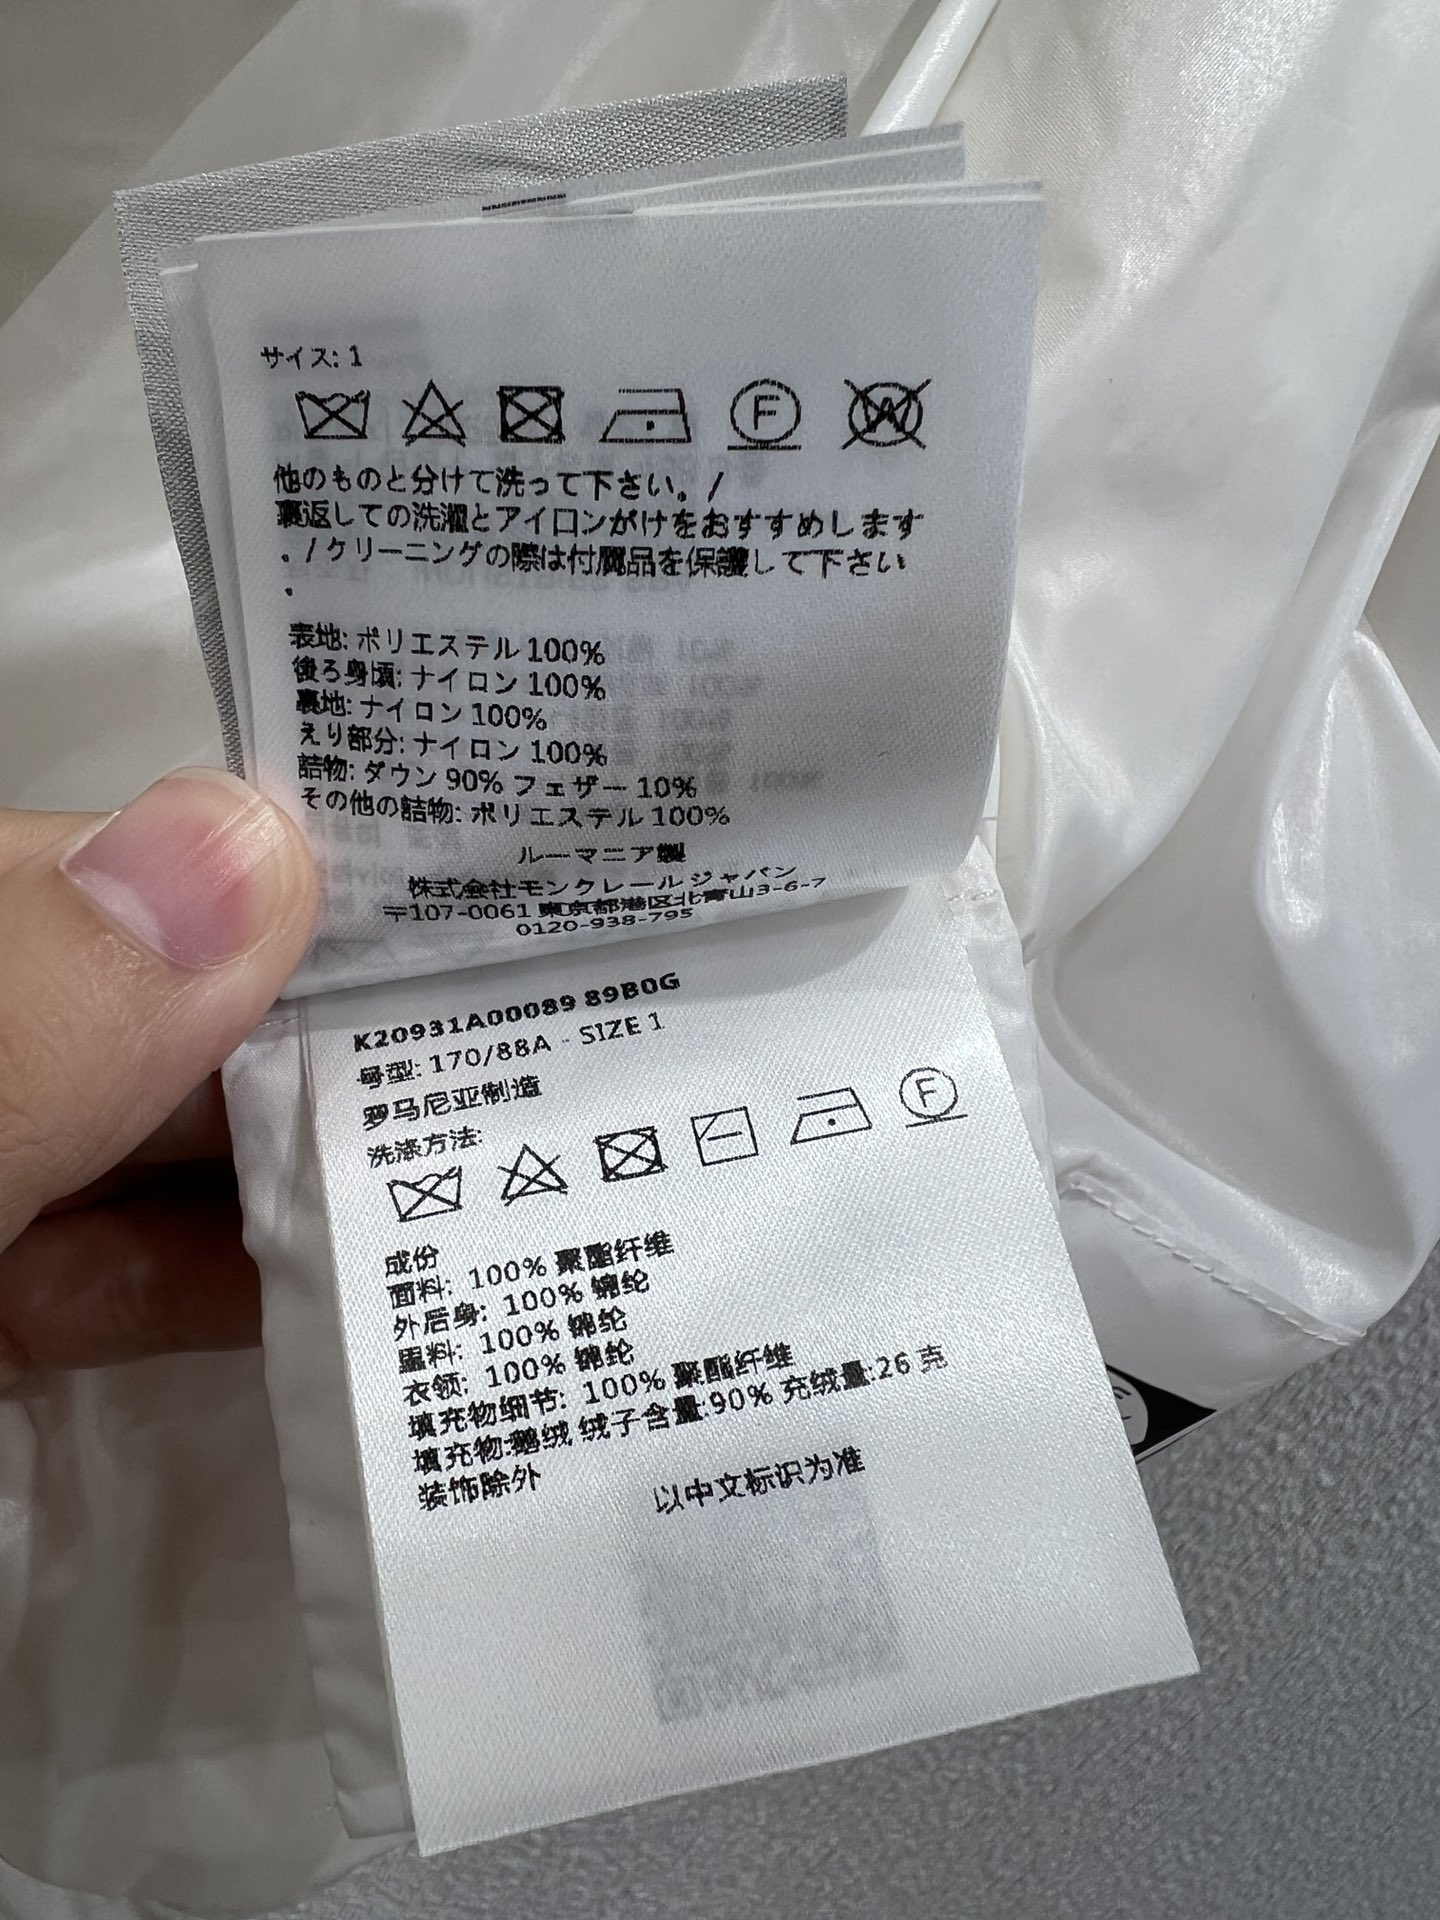 サイズ: 1
F
W
他のものと分けて洗って下さい。/
裏返しての洗濯とアイロンがけをおすすめします
。/クリーニングの際は付属品を保護して下さい
。
表地: ポリエステル 100%
後ろ身頃: ナイロン 100%
裏地: ナイロン 100%
えり部分: ナイロン 100%
詰物: ダウン 90% フェザー 10%
その他の詰物: ポリエステル 100%
ルーマニア製
株式会社モンクレールジャパン
〒107-0061 東京都港区北青山3-6-7
0120-938-795
K20931A00089 89B0G
号型: 170/88A - SIZE 1
罗马尼亚制造
洗涤方法:
F
成份
面料: 100% 聚酯纤维
外后身: 100% 锦纶
里料: 100% 锦纶
衣领: 100% 锦纶
填充物细节: 100% 聚酯纤维
填充物:鹅绒 绒子含量:90% 充绒量:26 克
装饰除外
以中文标识为准